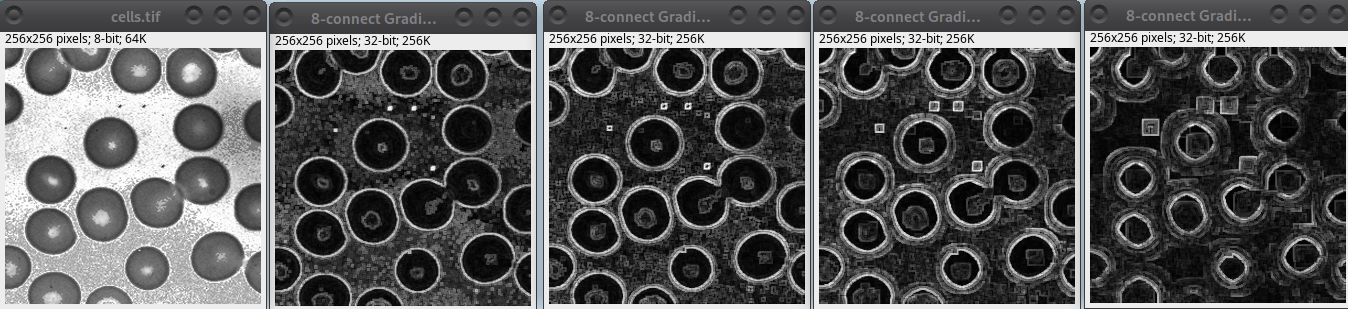 cells.tif
256x256 pixels; 8-bit; 64K
8-connect Gradi...
256x256 pixels; 32-bit; 256K
8-connect Gradi...
256x256 pixels; 32-bit; 256K
8-connect Gradi...
256x256 pixels; 32-bit; 256K
8-connect Gradi...
256x256 pixels; 32-bit; 256K